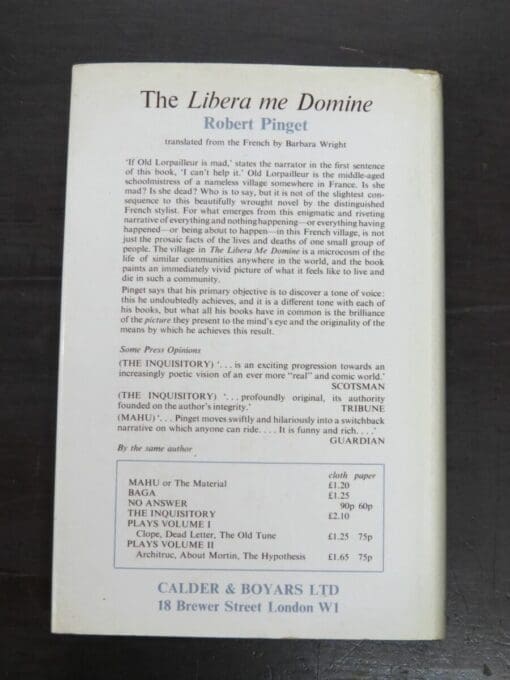 The Libera me Domine
Robert Pinget
translated from the French by Barbara Wright
'If Old Lorpailleur is mad,' states the narrator in the first sentence
of this book, 'I can't help it.' Old Lorpailleur is the middle-aged
schoolmistress of a nameless village somewhere in France. Is she
mad? Is she dead? Who is to say, but it is not of the slightest con-
sequence to this beautifully wrought novel by the distinguished
French stylist. For what emerges from this enigmatic and riveting
narrative of everything and nothing happening—or everything having
happened—or being about to happen—in this French village, is not
just the prosaic facts of the lives and deaths of one small group of
people. The village in The Libera Me Domine is a microcosm of the
life of similar communities anywhere in the world, and the book
paints an immediately vivid picture of what it feels like to live and
die in such a community.
Pinget says that his primary objective is to discover a tone of voice:
this he undoubtedly achieves, and it is a different tone with each of
his books, but what all his books have in common is the brilliance
of the picture they present to the mind's eye and the originality of the
means by which he achieves this result.
Some Press Opinions
(THE INQUISITORY) '. . . is an exciting progression towards an
increasingly poetic vision of an ever more "real" and comic world.'
SCOTSMAN
(THE INQUISITORY) '. . . profoundly original, its authority
founded on the author's integrity.' TRIBUNE
(MAHU) '. . . Pinget moves swiftly and hilariously into a switchback
narrative on which anyone can ride. . . . It is funny and rich. . . .'
GUARDIAN
By the same author
cloth paper
MAHU or The Material £1.20
BAGA £1.25
NO ANSWER 90p 60p
THE INQUISITORY £2.10
PLAYS VOLUME I
Clope, Dead Letter, The Old Tune £1.25 75p
PLAYS VOLUME II
Architruc, About Mortin, The Hypothesis £1.65 75p
CALDER & BOYARS LTD
18 Brewer Street London W1